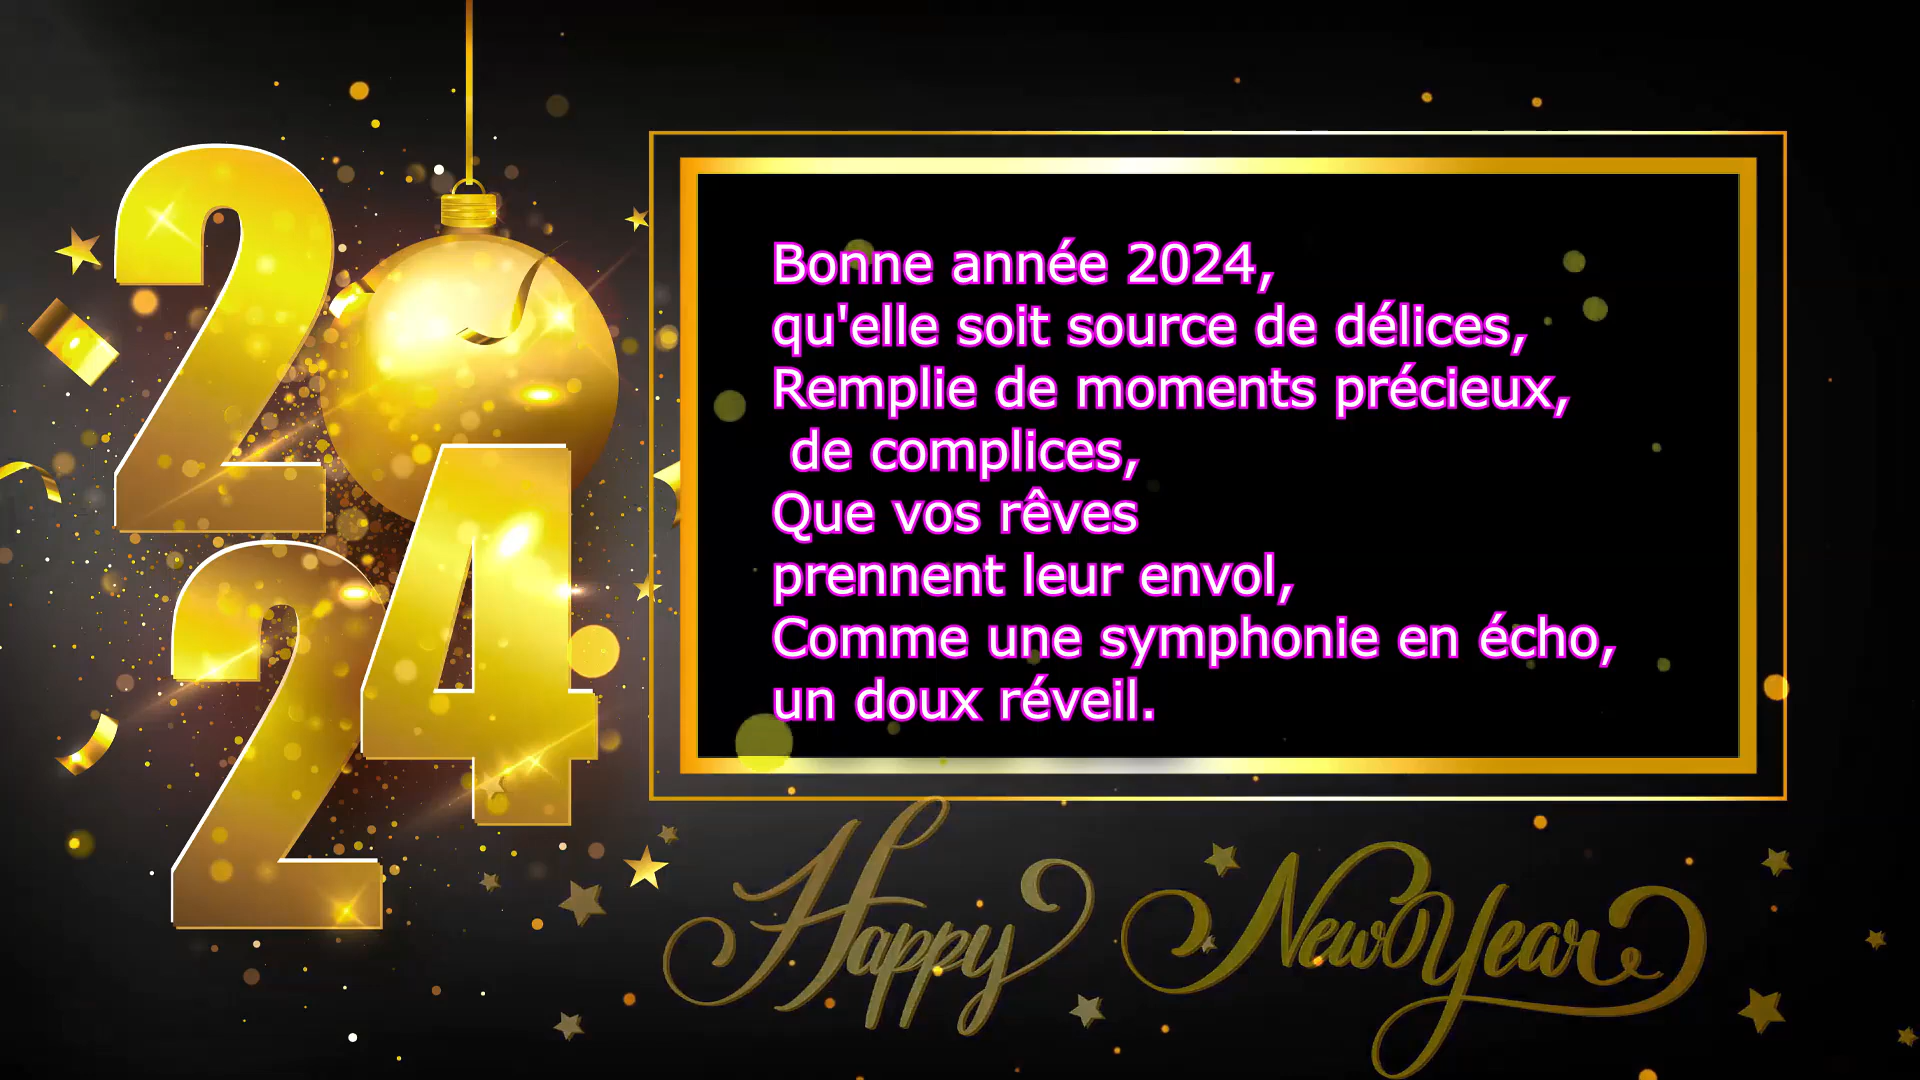 2024
Bonne année 2024,
qu'elle soit source de délices,
Remplie de moments précieux,
de complices,
Que vos rêves
prennent leur envol,
Comme une symphonie en écho,
un doux réveil.
Happy New Year